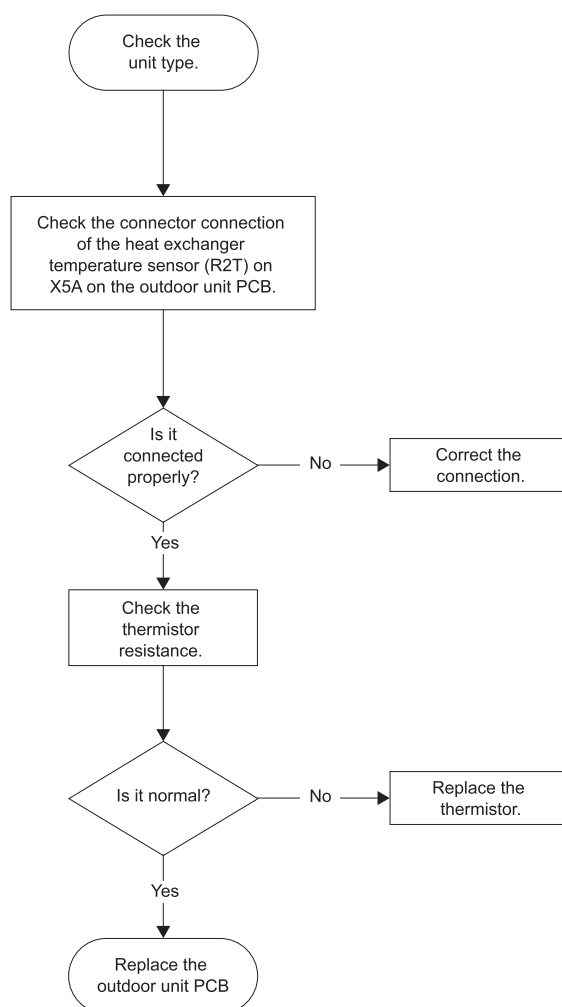 Check the
unit type.
Check the connector connection
of the heat exchanger
temperature sensor (R2T) on
X5A on the outdoor unit PCB.
Is it
connected
properly?
No
Correct the
connection.
Yes
Check the
thermistor
resistance.
Is it normal?
No
Replace the
thermistor.
Yes
Replace the
outdoor unit PCB